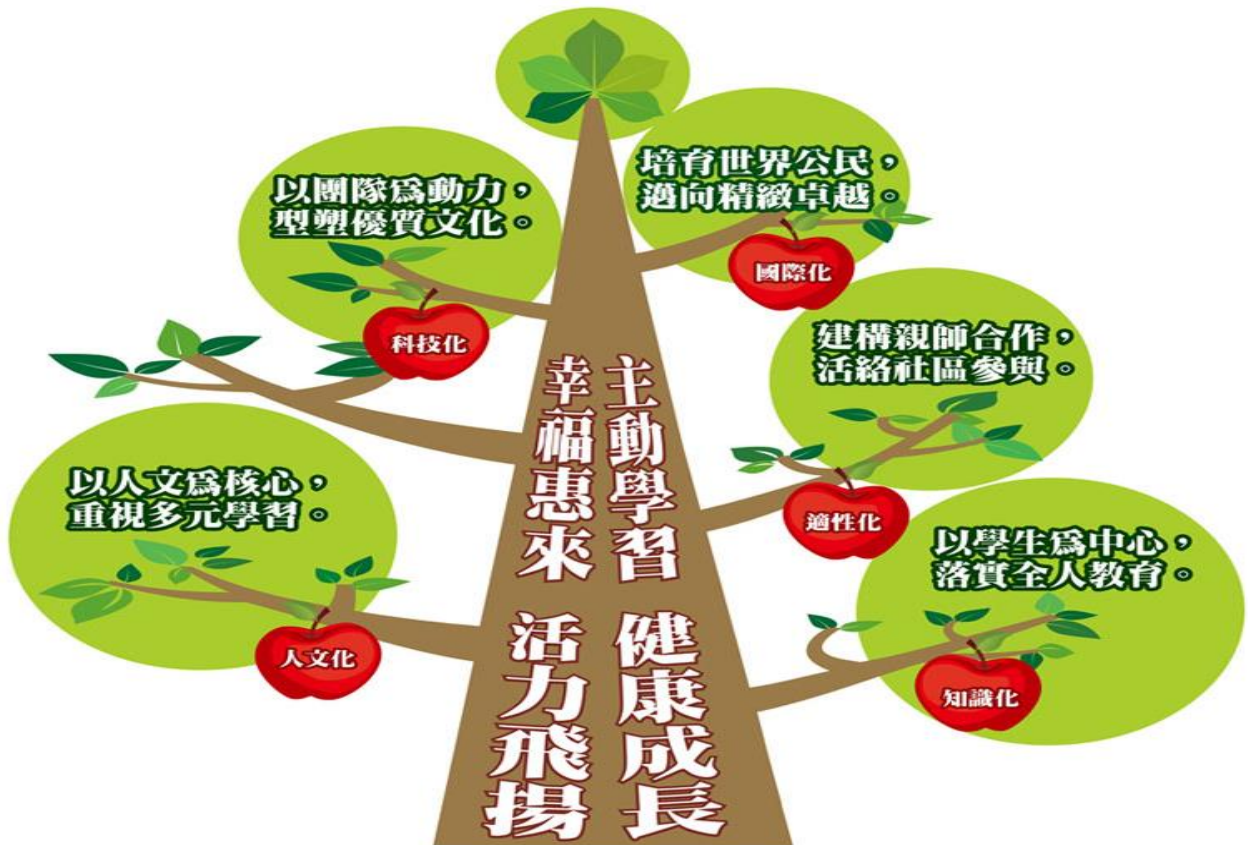 培育世界公民，
邁向精緻卓越。
國際化
以團隊爲動力，
型塑優質文化。
科技化
建構親師合作，
活絡社區參與。
適性化
以人文爲核心，
重視多元學習。
人文化
以學生爲中心，
落實全人教育。
知識化
主動學習 健康成長
幸福惠來 活力飛揚